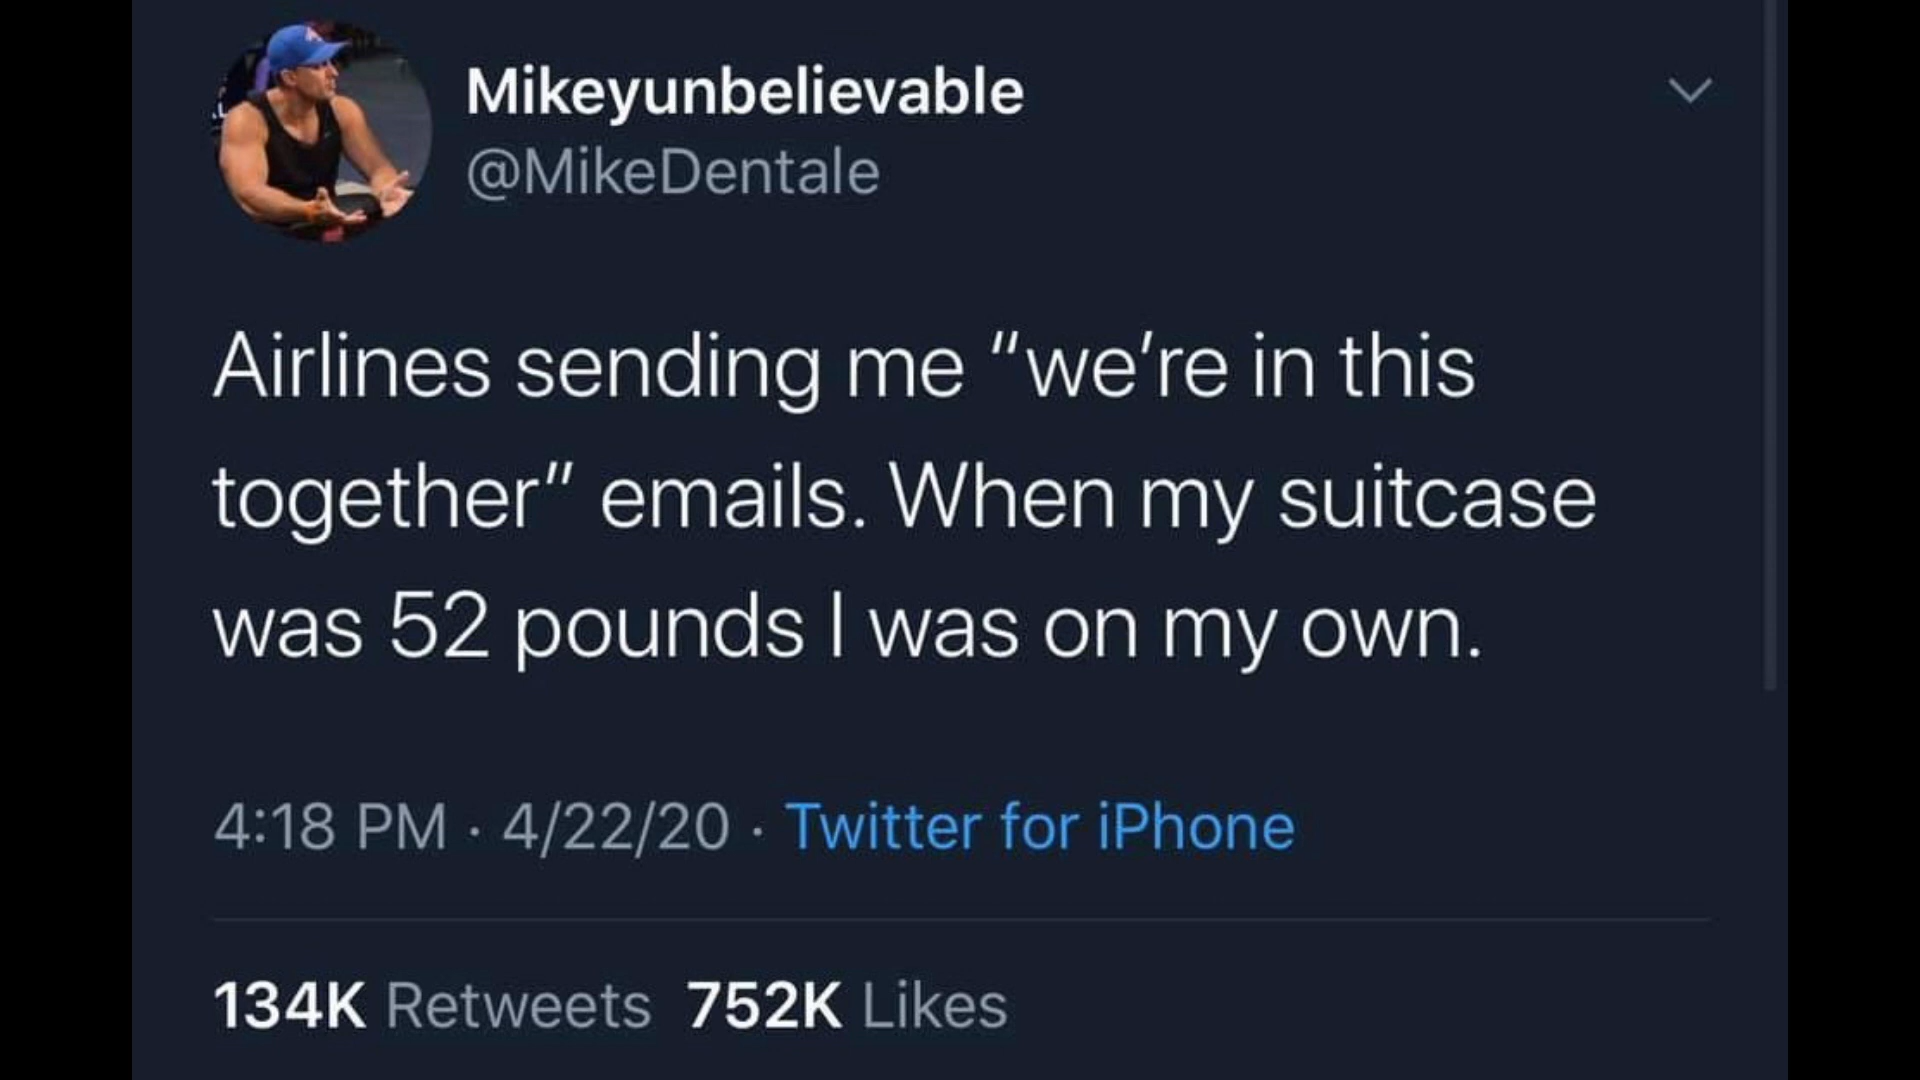 Mikeyunbelievable
@MikeDentale
Airlines sending me “we’re in this
together” emails. When my suitcase
was 52 pounds I was on my own.
4:18 PM · 4/22/20 · Twitter for iPhone
134K Retweets 752K Likes